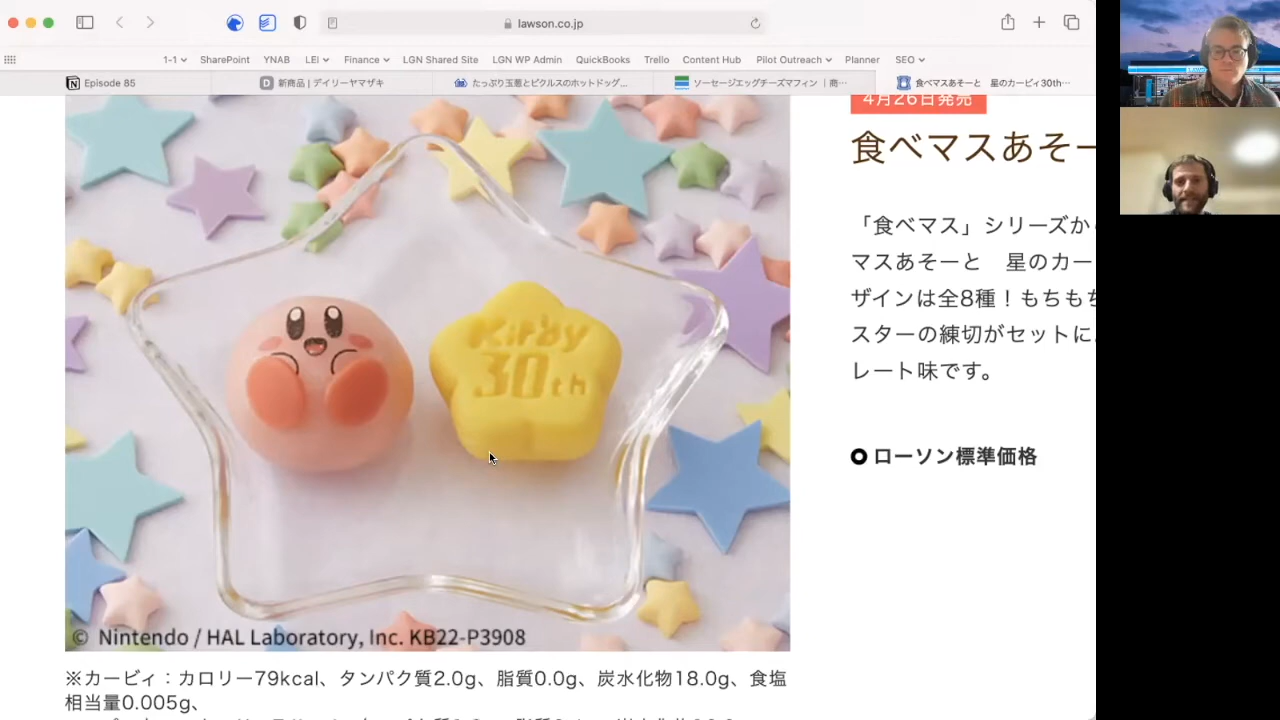 lawson.co.jp
1-1 SharePoint YNAB LEI Finance LGN Shared Site LGN WP Admin QuickBooks Trello Content Hub Pilot Outreach Planner SEO
Episode 85
新商品 | デイリーヤマザキ
たっぷり玉葱とピクルスのホットドッグ...
ソーセージエッグチーズマフィン ｜商...
食べマスあそーと 星のカービィ30th...
4月26日発売
食べマスあそー
「食べマス」シリーズか
マスあそーと 星のカー
ザインは全8種！もちもち
スターの練切がセットに
レート味です。
ローソン標準価格
Kirby
30th
© Nintendo / HAL Laboratory, Inc. KB22-P3908
※カービィ：カロリー79kcal、タンパク質2.0g、脂質0.0g、炭水化物18.0g、食塩
相当量0.005g、